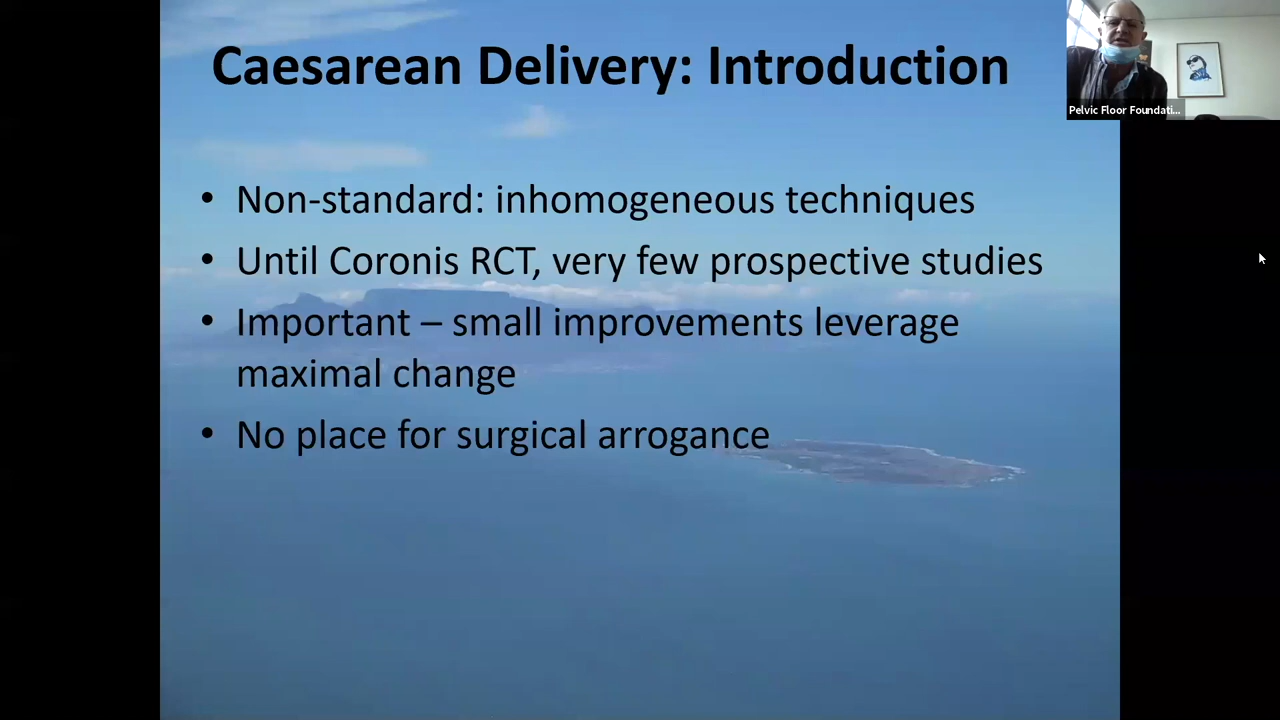 Caesarean Delivery: Introduction
Pelvic Floor Foundati...
• Non-standard: inhomogeneous techniques
• Until Coronis RCT, very few prospective studies
• Important – small improvements leverage
maximal change
• No place for surgical arrogance